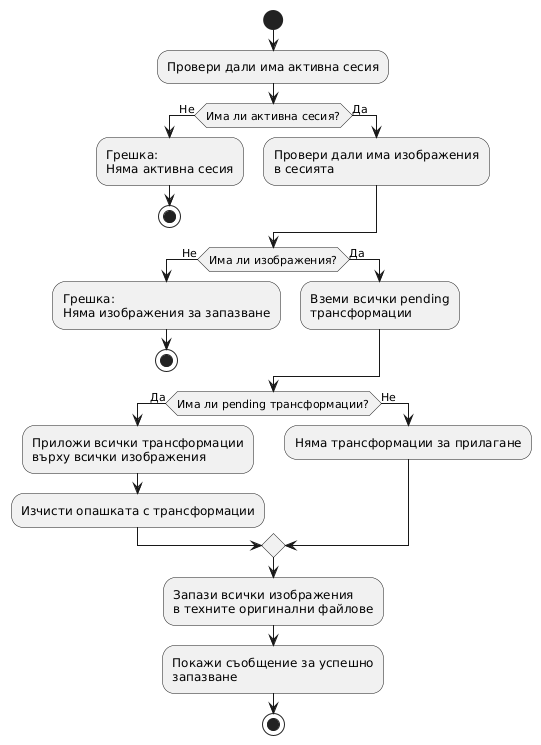 Провери дали има активна сесия
Не
Има ли активна сесия?
Да
Грешка:
Няма активна сесия
Провери дали има изображения
в сесията
Не
Има ли изображения?
Да
Грешка:
Няма изображения за запазване
Вземи всички pending
трансформации
Да
Има ли pending трансформации?
Не
Приложи всички трансформации
върху всички изображения
Няма трансформации за прилагане
Изчисти опашката с трансформации
Запази всички изображения
в техните оригинални файлове
Покажи съобщение за успешно
запазване